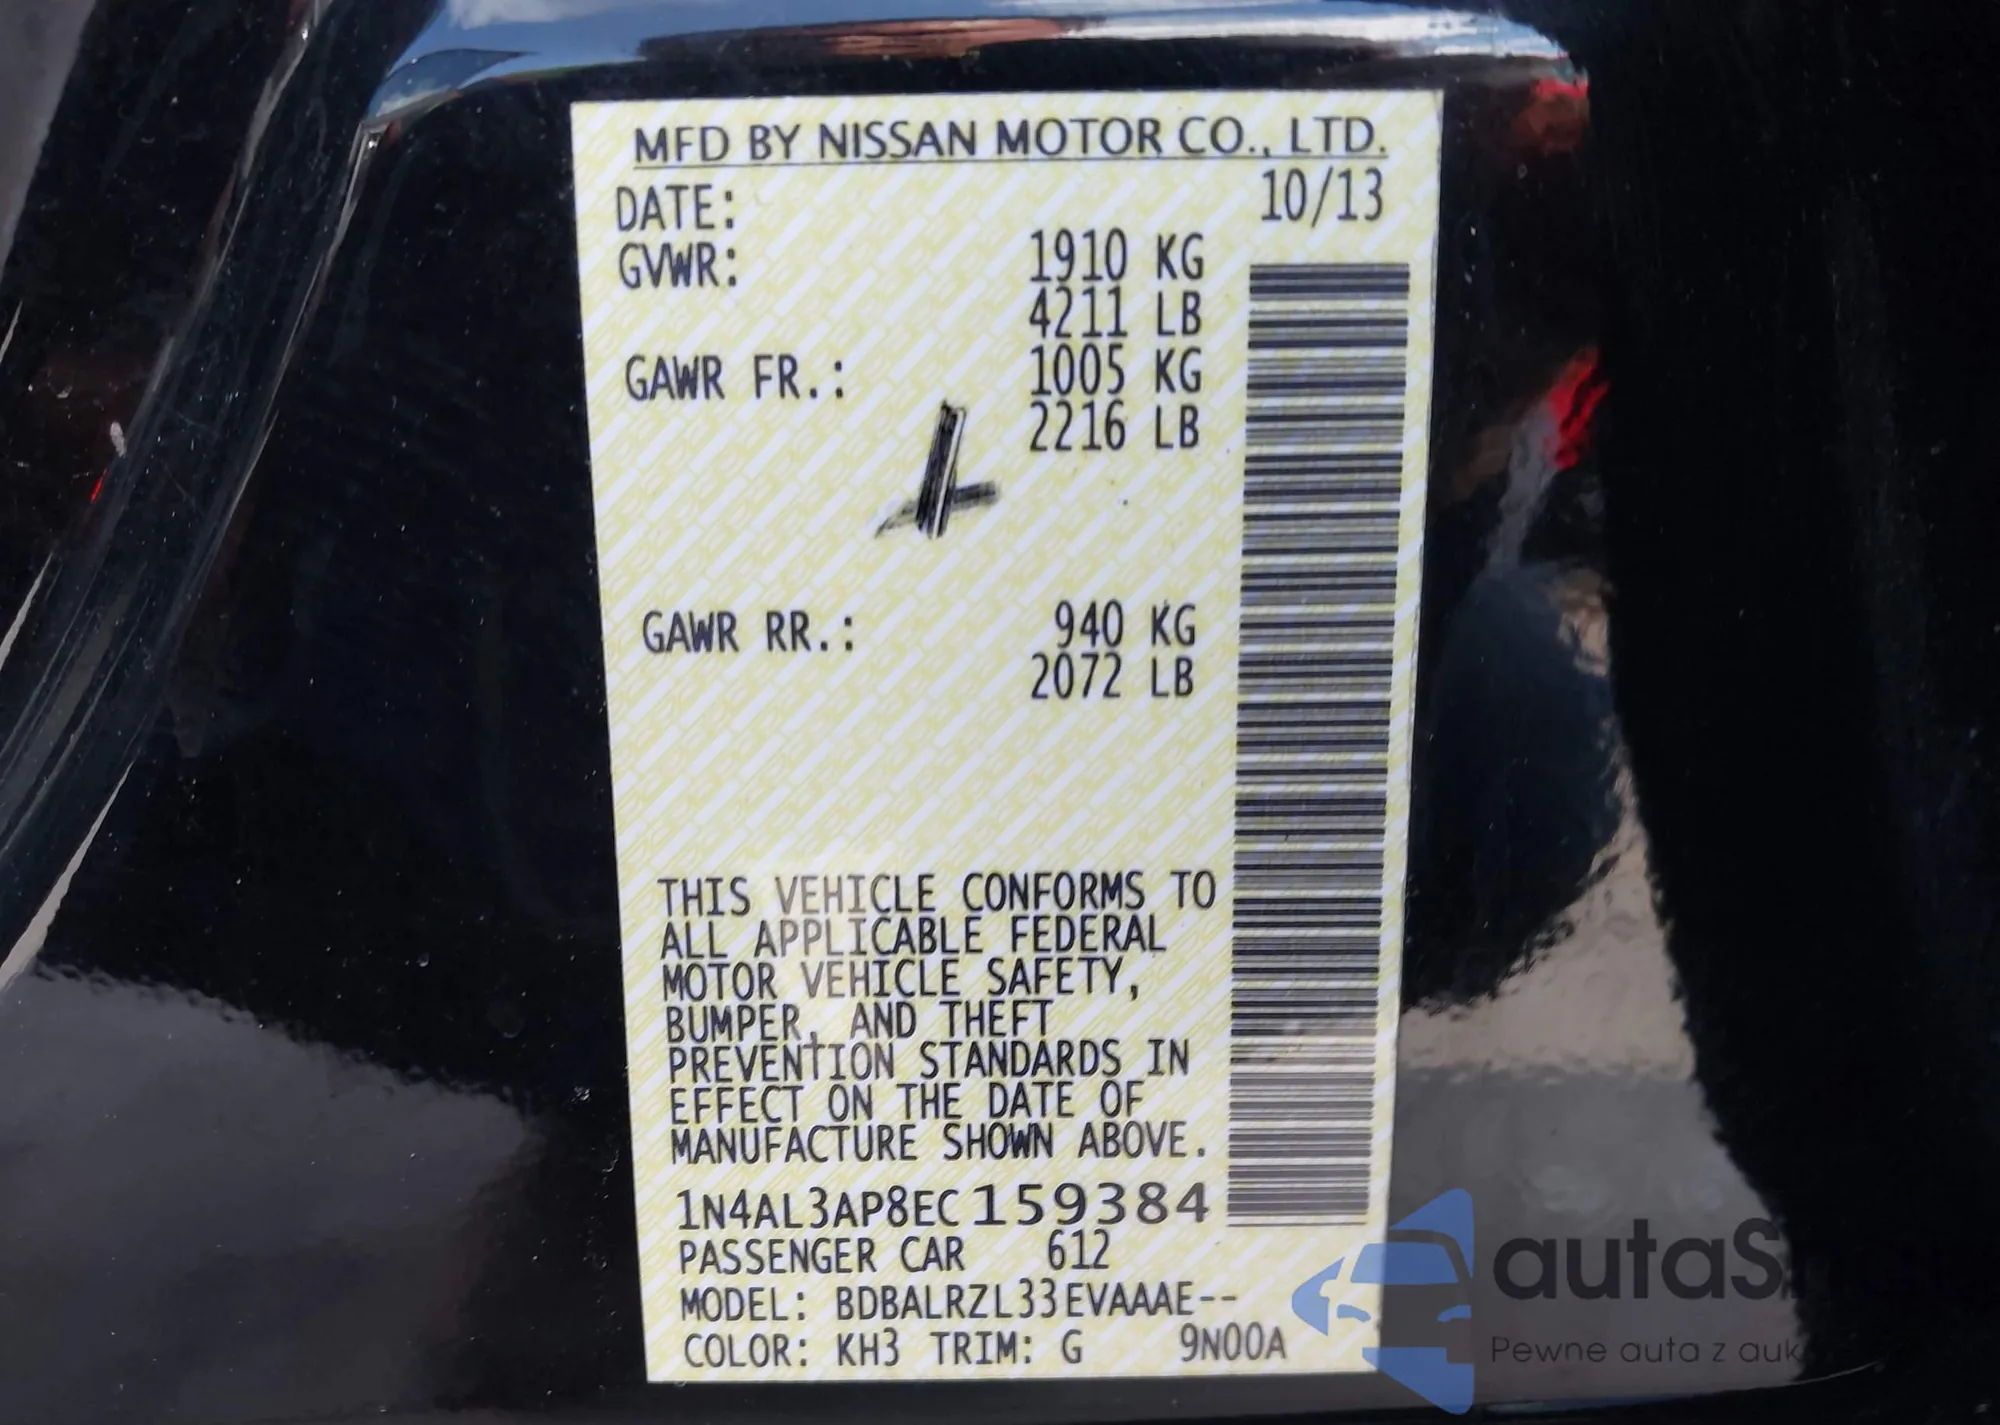 MFD BY NISSAN MOTOR CO., LTD.
DATE: 10/13
GVWR: 1910 KG
4211 LB
GAWR FR.: 1005 KG
2216 LB
GAWR RR.: 940 KG
2072 LB
THIS VEHICLE CONFORMS TO
ALL APPLICABLE FEDERAL
MOTOR VEHICLE SAFETY,
BUMPER, AND THEFT
PREVENTION STANDARDS IN
EFFECT ON THE DATE OF
MANUFACTURE SHOWN ABOVE.
1N4AL3AP8EC159384
PASSENGER CAR 612
MODEL: BDBALRZL33EVAAAE--
COLOR: KH3 TRIM: G 9N00A
Pewne auta z